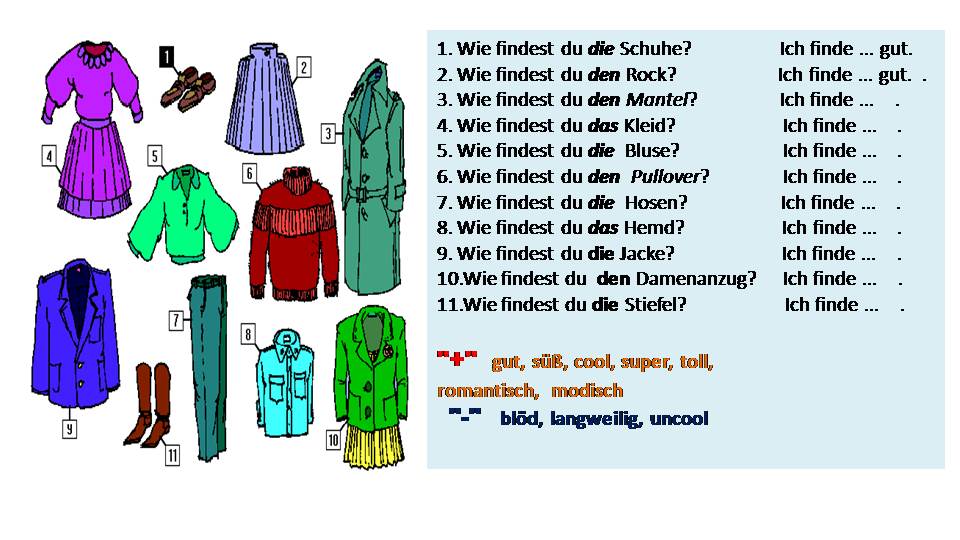 1. Wie findest du die Schuhe? Ich finde ... gut.
2. Wie findest du den Rock? Ich finde ... gut. .
3. Wie findest du den Mantel? Ich finde ... .
4. Wie findest du das Kleid? Ich finde ... .
5. Wie findest du die Bluse? Ich finde ... .
6. Wie findest du den Pullover? Ich finde ... .
7. Wie findest du die Hosen? Ich finde ... .
8. Wie findest du das Hemd? Ich finde ... .
9. Wie findest du die Jacke? Ich finde ... .
10.Wie findest du den Damenanzug? Ich finde ... .
11.Wie findest du die Stiefel? Ich finde ... .
"+" gut, süß, cool, super, toll,
romantisch, modisch
"-" blöd, langweilig, uncool
1
2
3
4
5
6
7
8
9
10
11